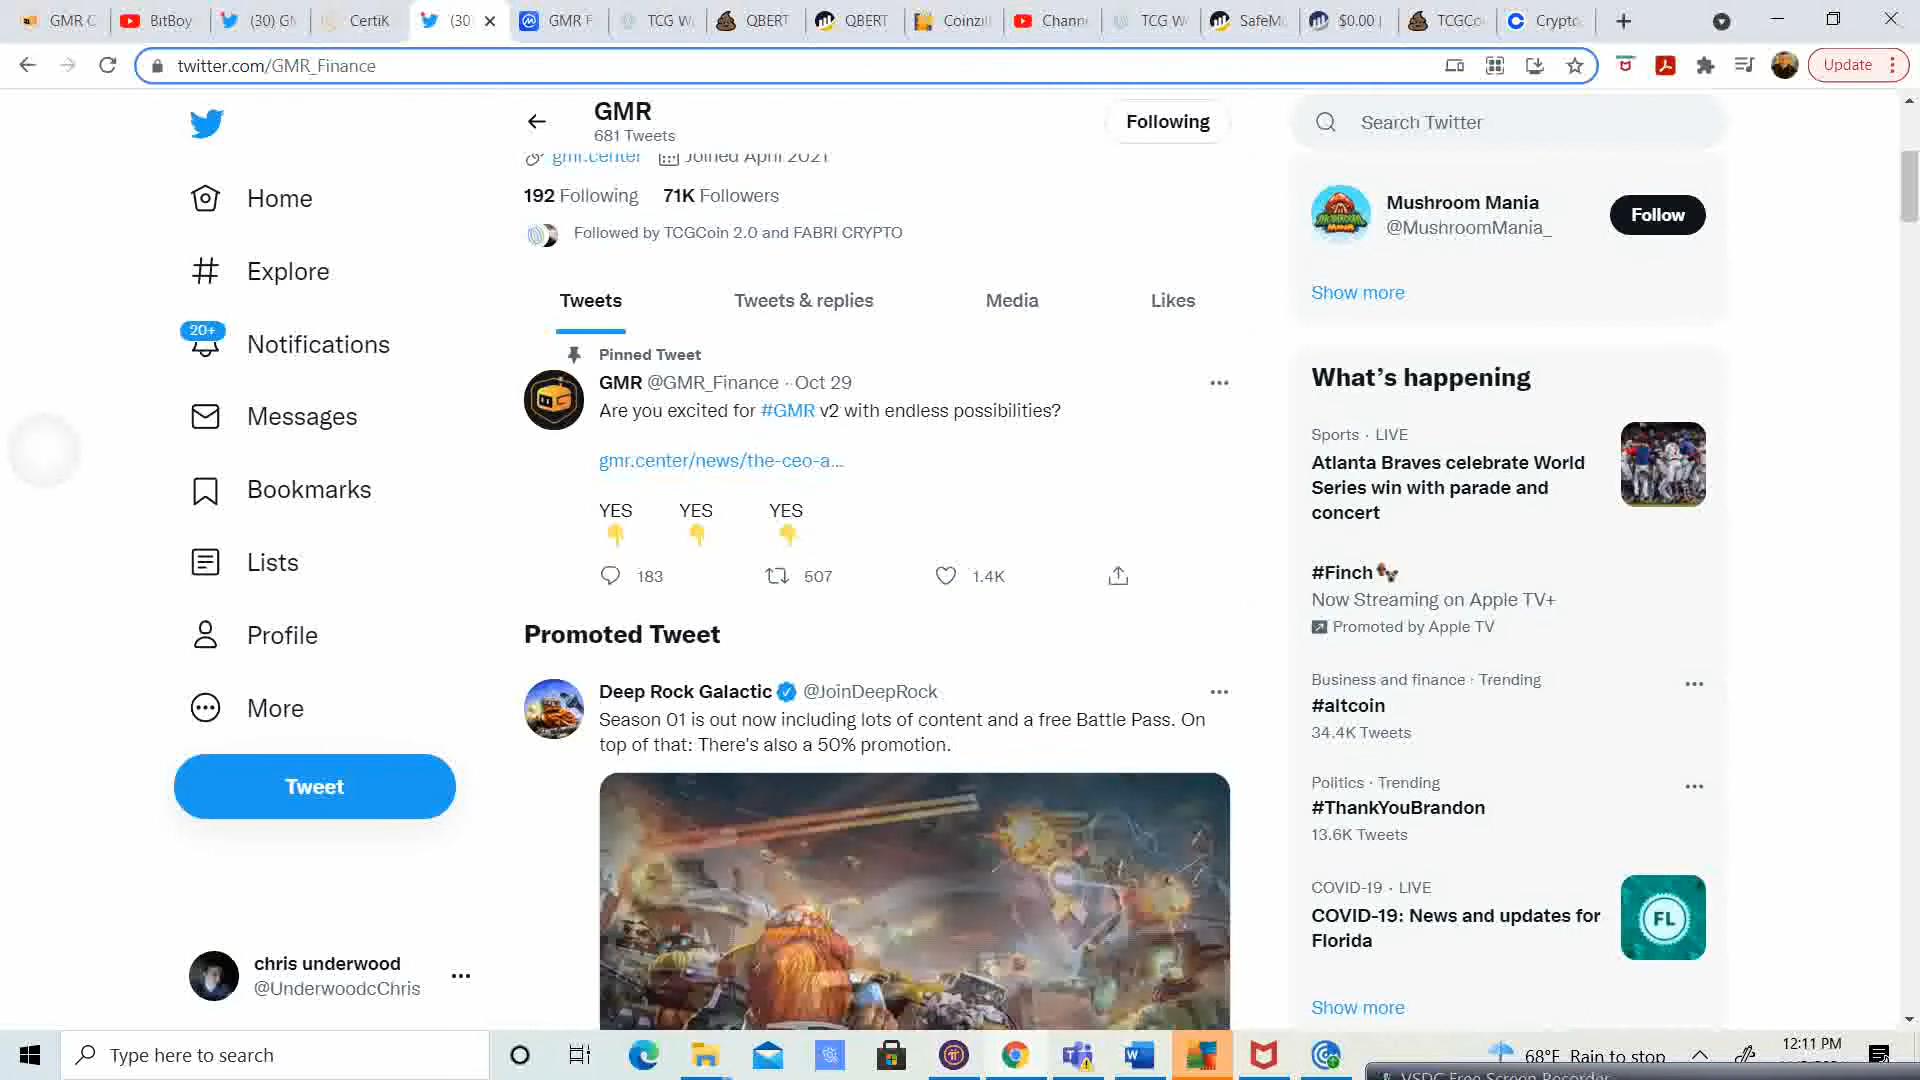 GMR C
BitBoy
(30) GM
CertiK
(30
GMR F
TCG W
QBERT
QBERT
Coinzil
Chann
TCG W
SafeMo
$0.00 |
TCGCo
Crypto
twitter.com/GMR_Finance
Update
GMR
681 Tweets
Following
Search Twitter
gmr.center Joined April 2021
192 Following 71K Followers
Followed by TCGCoin 2.0 and FABRI CRYPTO
Home
Explore
20+
Notifications
Messages
Bookmarks
Lists
Profile
More
Tweet
chris underwood
@UnderwoodcChris
Tweets
Tweets & replies
Media
Likes
Pinned Tweet
GMR @GMR_Finance · Oct 29
Are you excited for #GMR v2 with endless possibilities?
gmr.center/news/the-ceo-a...
YES YES YES
183 507 1.4K
Promoted Tweet
Deep Rock Galactic @JoinDeepRock
Season 01 is out now including lots of content and a free Battle Pass. On
top of that: There's also a 50% promotion.
Mushroom Mania
@MushroomMania_
Follow
Show more
What's happening
Sports · LIVE
Atlanta Braves celebrate World
Series win with parade and
concert
#Finch
Now Streaming on Apple TV+
Promoted by Apple TV
Business and finance · Trending
#altcoin
34.4K Tweets
Politics · Trending
#ThankYouBrandon
13.6K Tweets
COVID-19 · LIVE
COVID-19: News and updates for
Florida
FL
Show more
Type here to search
68°F Rain to stop
12:11 PM
VSDC Free Screen Recorder